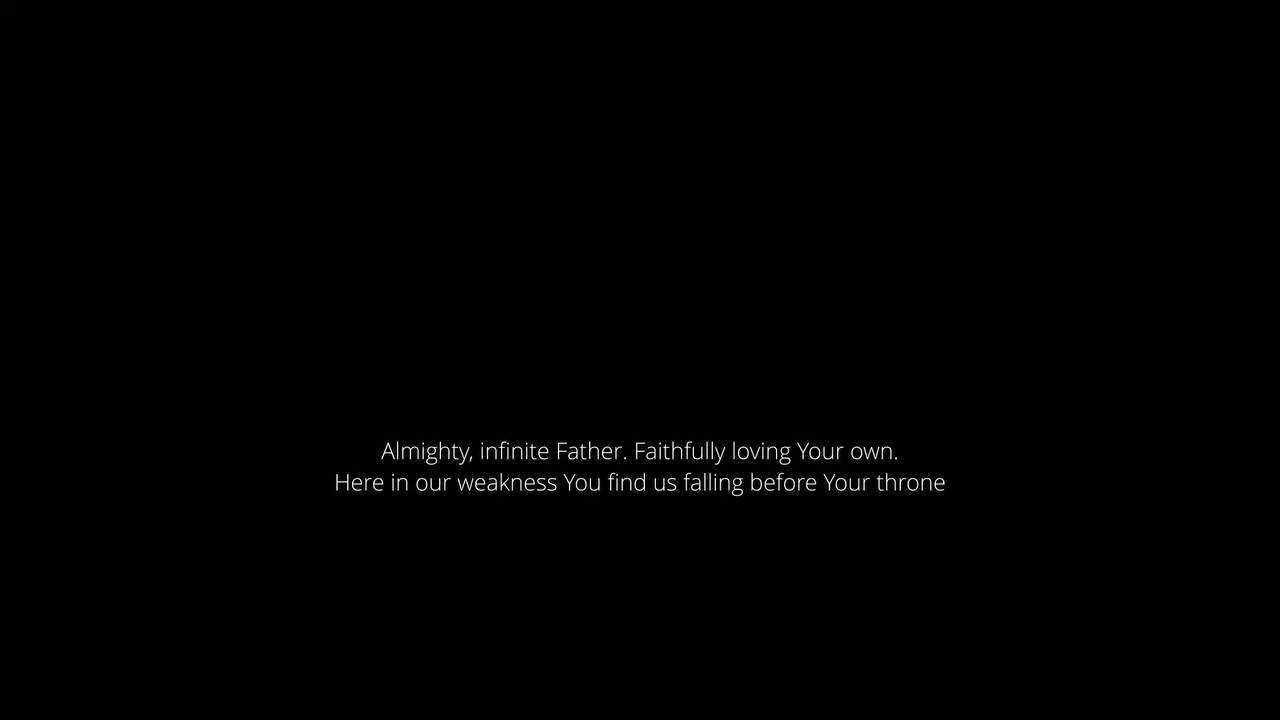 Almighty, infinite Father. Faithfully loving Your own.
Here in our weakness You find us falling before Your throne